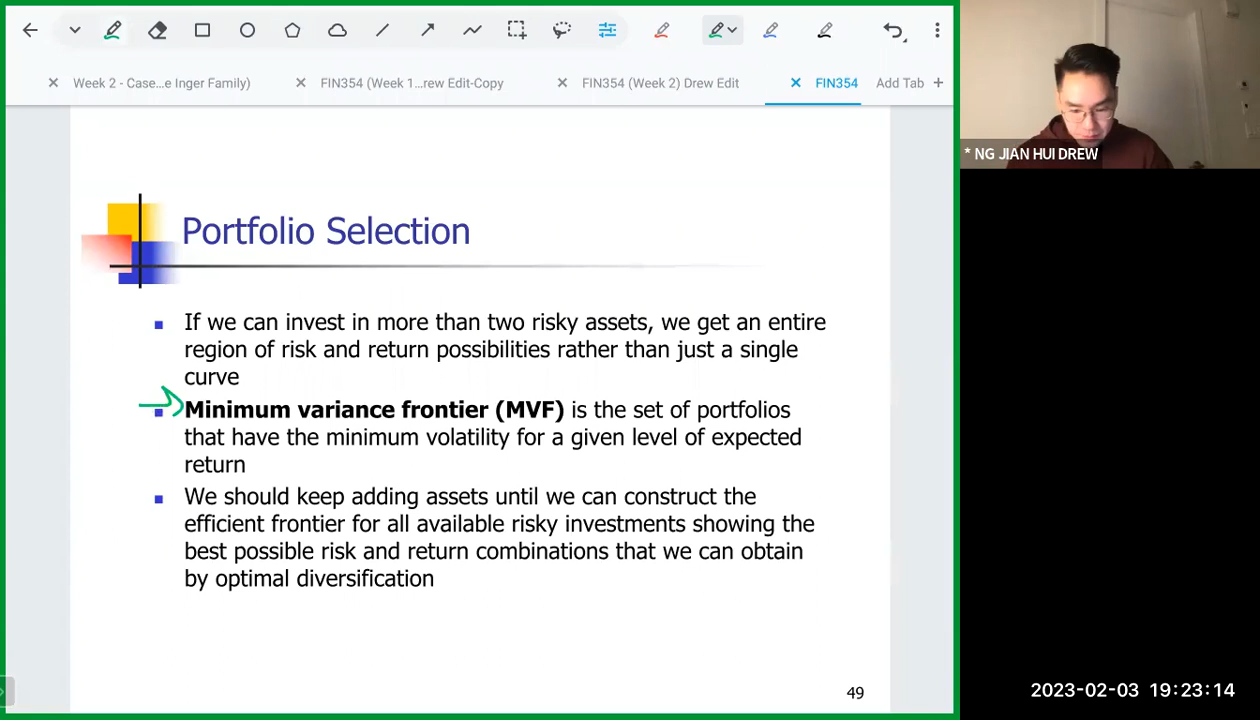 Week 2 - Case...e Inger Family)
FIN354 (Week 1...rew Edit-Copy
FIN354 (Week 2) Drew Edit
FIN354
Add Tab
* NG JIAN HUI DREW
Portfolio Selection
If we can invest in more than two risky assets, we get an entire
region of risk and return possibilities rather than just a single
curve
Minimum variance frontier (MVF) is the set of portfolios
that have the minimum volatility for a given level of expected
return
We should keep adding assets until we can construct the
efficient frontier for all available risky investments showing the
best possible risk and return combinations that we can obtain
by optimal diversification
49
2023-02-03 19:23:14